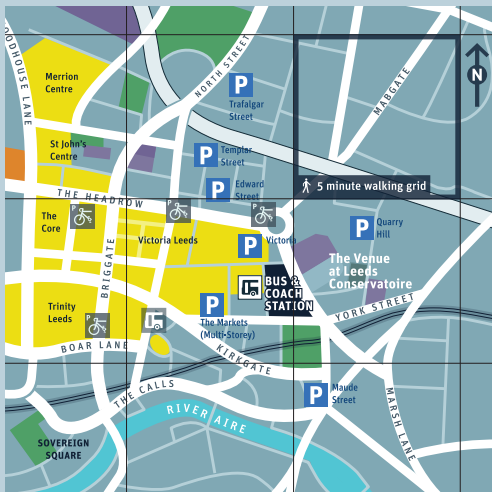 WOODHOUSE LANE
Merrion
Centre
NORTH STREET
P
Trafalgar
Street
MABGATE
N
St John's
Centre
P
Templar
Street
P
Edward
Street
5 minute walking grid
THE HEADROW
The
Core
P
P
P
BRIGGATE
Victoria Leeds
P
Victoria
P
Quarry
Hill
The Venue
at Leeds
Conservatoire
BUS &
COACH
STATION
YORK STREET
Trinity
Leeds
P
P
The Markets
(Multi-Storey)
BOAR LANE
KIRKGATE
THE CALLS
P
Maude
Street
MARSH LANE
RIVER AIRE
SOVEREIGN
SQUARE